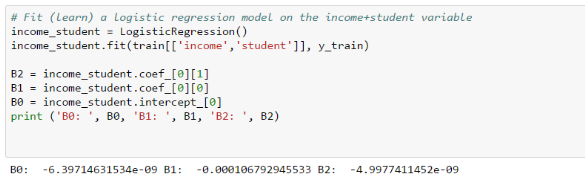 # Fit (learn) a logistic regression model on the income+student variable
income_student = LogisticRegression()
income_student.fit(train[['income','student']], y_train)
B2 = income_student.coef_[0][1]
B1 = income_student.coef_[0][0]
B0 = income_student.intercept_[0]
print ('B0: ', B0, 'B1: ', B1, 'B2: ', B2)
B0:  -6.39714631534e-09 B1:  -0.000106792945533 B2:  -4.9977411452e-09